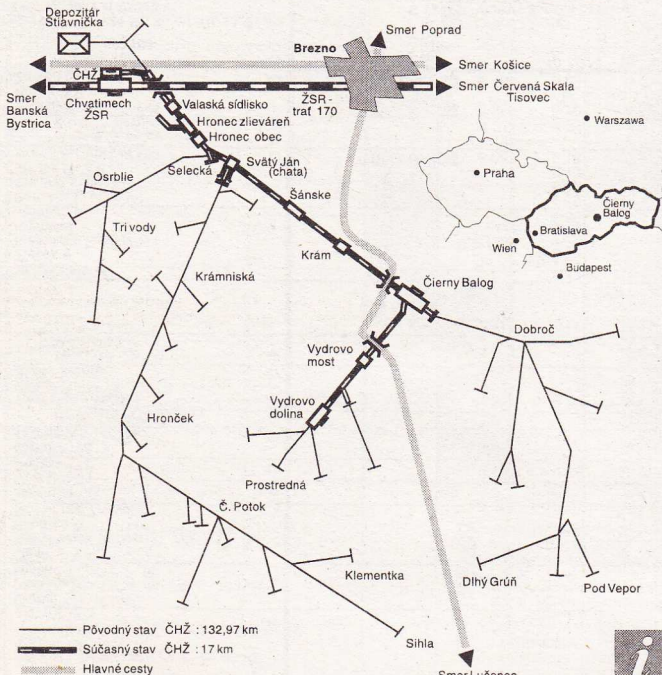 Depozitár
Štiavnička
Smer Poprad
Brezno
Smer Košice
ČHŽ
Smer
Banská
Bystrica
Chvatimech
ŽSR
Valaská sídlisko
ŽSR -
trať 170
Smer Červená Skala
Tisovec
Hronec zlieváreň
Hronec obec
Warszawa
Osrblie
Selecká
Svätý Ján
(chata)
Praha
Šánske
Čierny
Balog
Tri vody
Bratislava
Wien
Krám
Budapest
Krámniská
Čierny Balog
Dobroč
Vydrovo
most
Vydrovo
dolina
Hronček
Prostredná
Č. Potok
Klementka
Dlhý Grúň
Pod Vepor
Sihla
Pôvodný stav ČHŽ : 132,97 km
Súčasný stav ČHŽ : 17 km
Hlavné cesty
Smer Lučenec
i